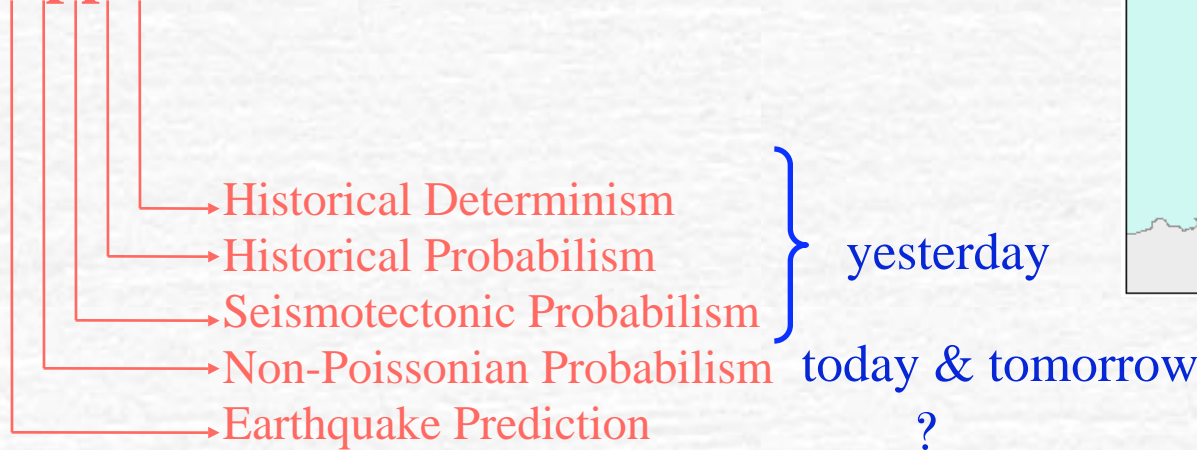 Historical Determinism
Historical Probabilism
yesterday
Seismotectonic Probabilism
Non-Poissonian Probabilism today & tomorrow
Earthquake Prediction ?